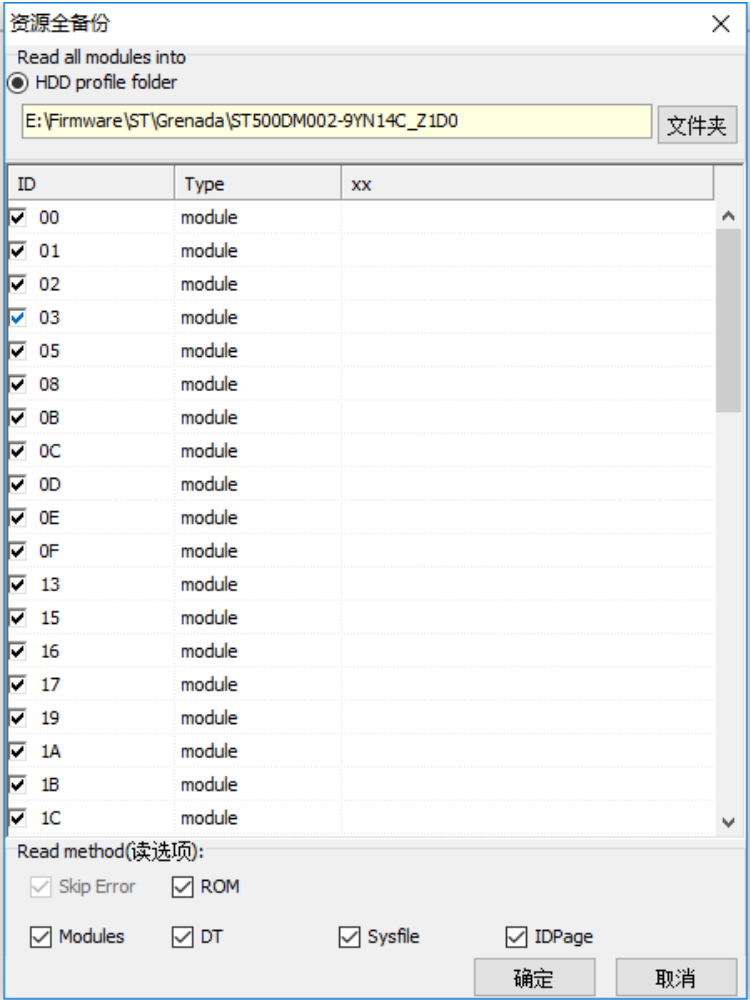 资源全备份
Read all modules into
HDD profile folder
E:\Firmware\ST\Grenada\ST500DM002-9YN14C_Z1D0 文件夹
ID Type xx
00 module
01 module
02 module
03 module
05 module
08 module
0B module
0C module
0D module
0E module
0F module
13 module
15 module
16 module
17 module
19 module
1A module
1B module
1C module
Read method(读选项):
Skip Error ROM
Modules DT Sysfile IDPage
确定 取消